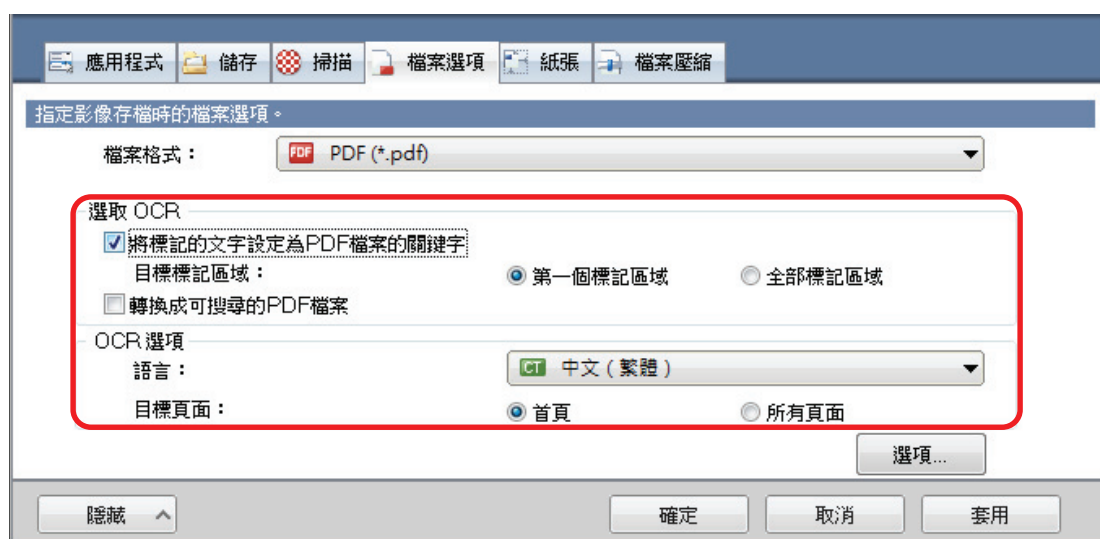 應用程式 儲存 掃描 檔案選項 紙張 檔案壓縮
指定影像存檔時的檔案選項。
檔案格式： PDF PDF (*.pdf)
選取 OCR
將標記的文字設定為PDF檔案的關鍵字
目標標記區域： 第一個標記區域 全部標記區域
轉換成可搜尋的PDF檔案
OCR 選項
語言： CT 中文 ( 繁體 )
目標頁面： 首頁 所有頁面
選項...
隱藏 確定 取消 套用